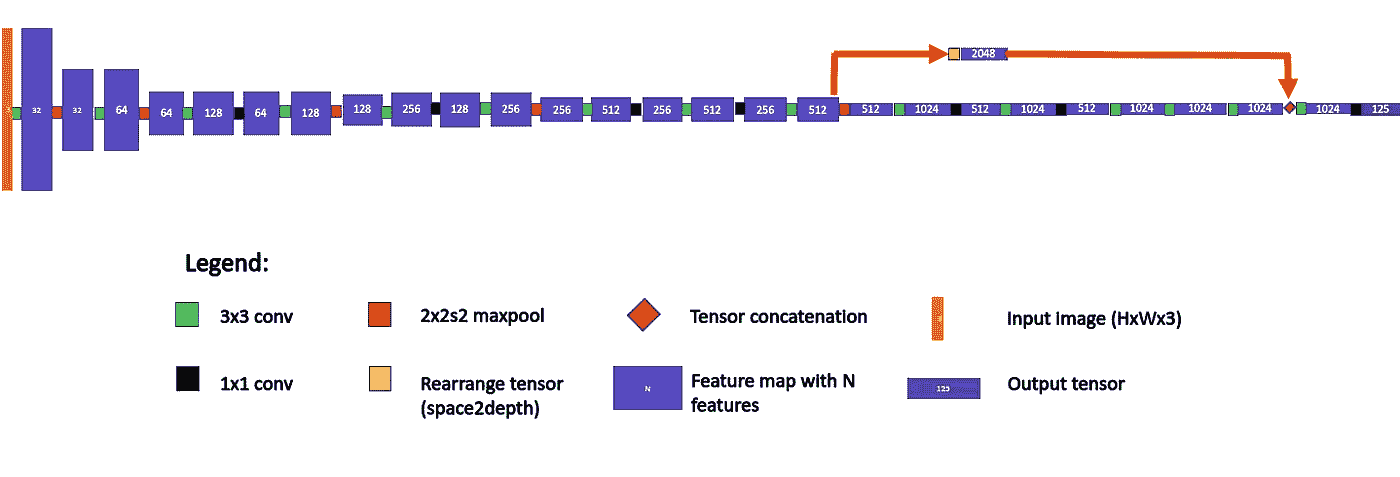 2048
32 32 64 64 128 64 128 128 256 128 256 256 512 256 512 256 512 512 1024 512 1024 512 1024 1024 1024 1024 125
Legend:
3x3 conv 2x2s2 maxpool Tensor concatenation Input image (HxWx3)
1x1 conv Rearrange tensor
(space2depth) N Feature map with N
features 125 Output tensor